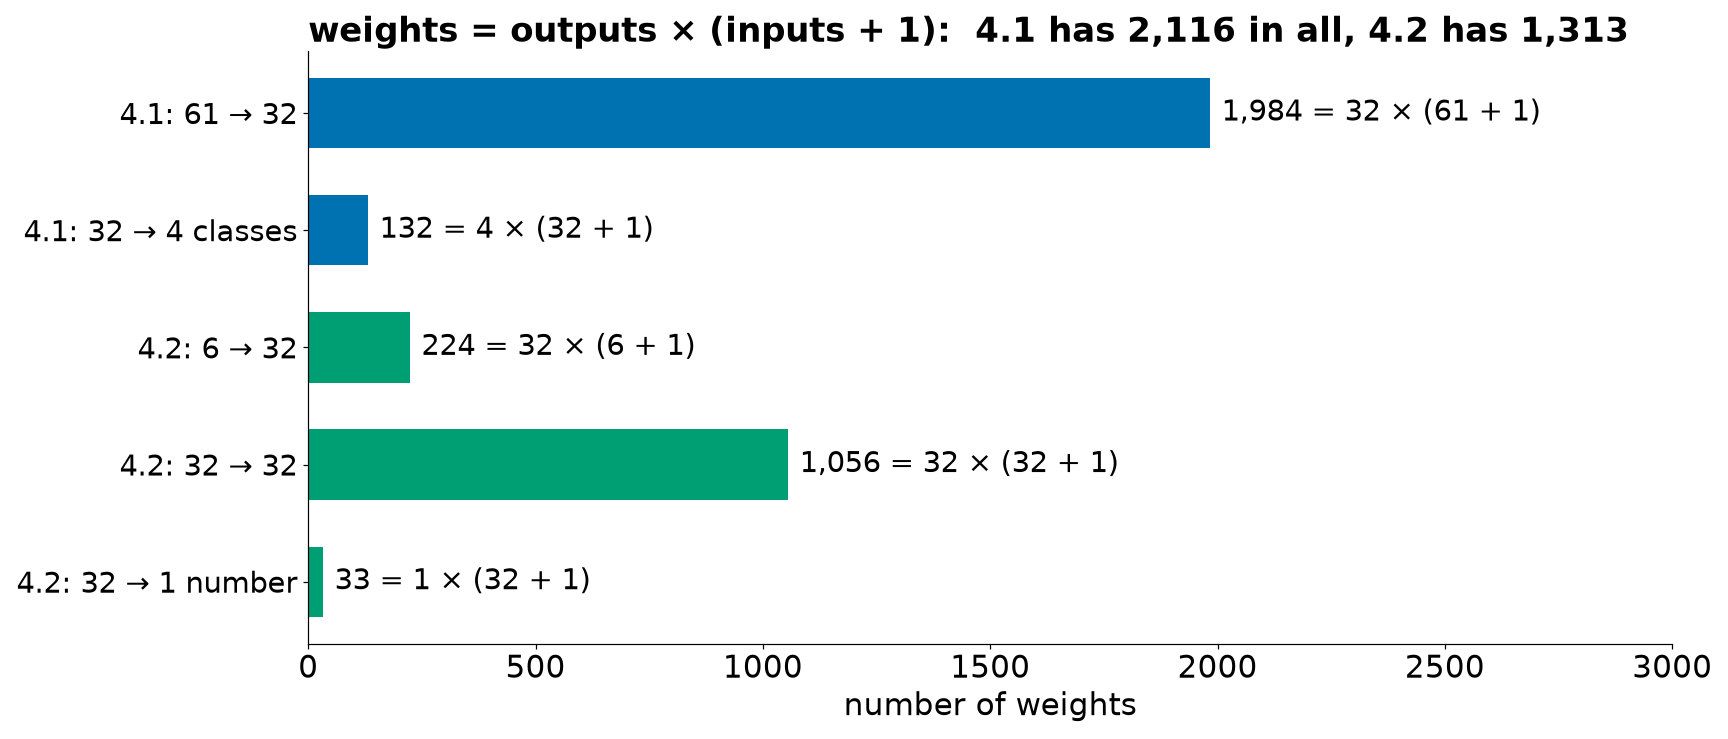 weights = outputs × (inputs + 1):  4.1 has 2,116 in all, 4.2 has 1,313
4.1: 61 → 32
1,984 = 32 × (61 + 1)
4.1: 32 → 4 classes
132 = 4 × (32 + 1)
4.2: 6 → 32
224 = 32 × (6 + 1)
4.2: 32 → 32
1,056 = 32 × (32 + 1)
4.2: 32 → 1 number
33 = 1 × (32 + 1)
0 500 1000 1500 2000 2500 3000
number of weights